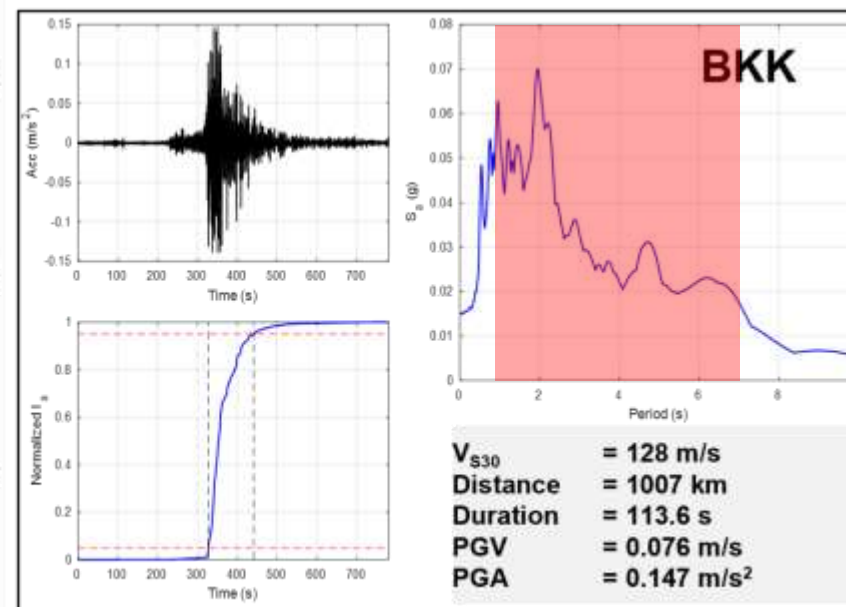 0.15
0.1
0.05
0
-0.05
-0.1
-0.15
Acc (m/s²)
0 100 200 300 400 500 600 700
Time (s)
1
0.8
0.6
0.4
0.2
0
Normalized Iₐ
0 100 200 300 400 500 600 700
Time (s)
BKK
0.08
0.07
0.06
0.05
0.04
0.03
0.02
0.01
0
Sₐ (g)
0 2 4 6 8
Period (s)
V_S30 = 128 m/s
Distance = 1007 km
Duration = 113.6 s
PGV = 0.076 m/s
PGA = 0.147 m/s²